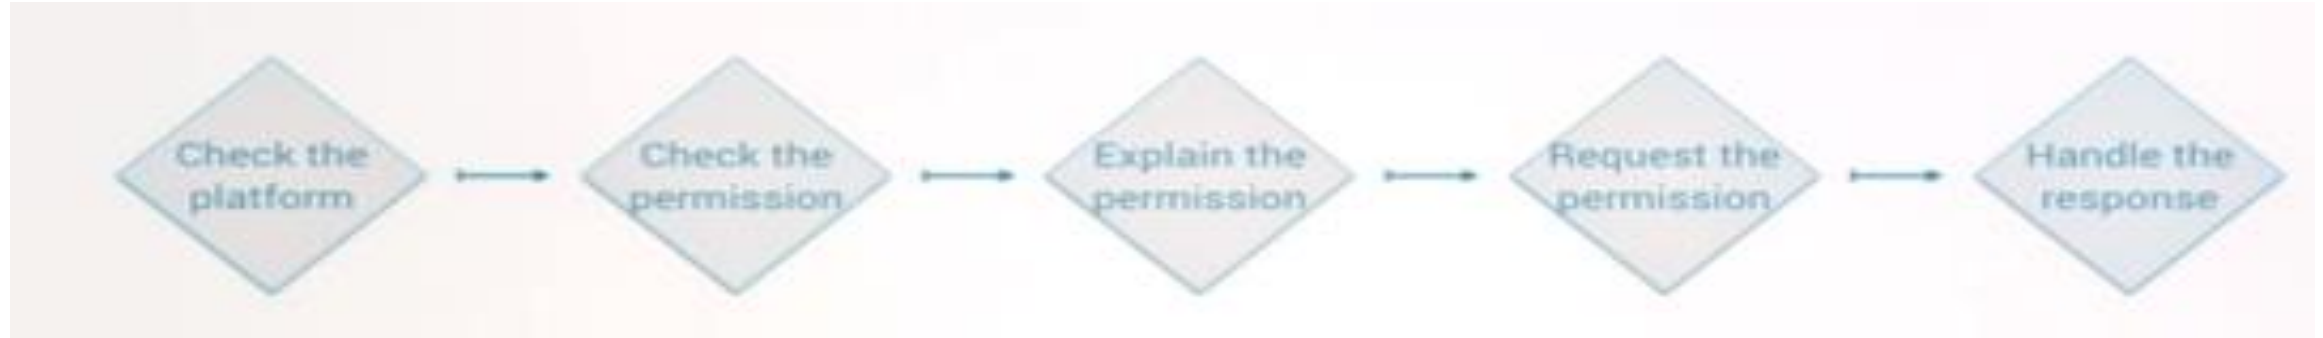 Check the
platform
Check the
permission
Explain the
permission
Request the
permission
Handle the
response